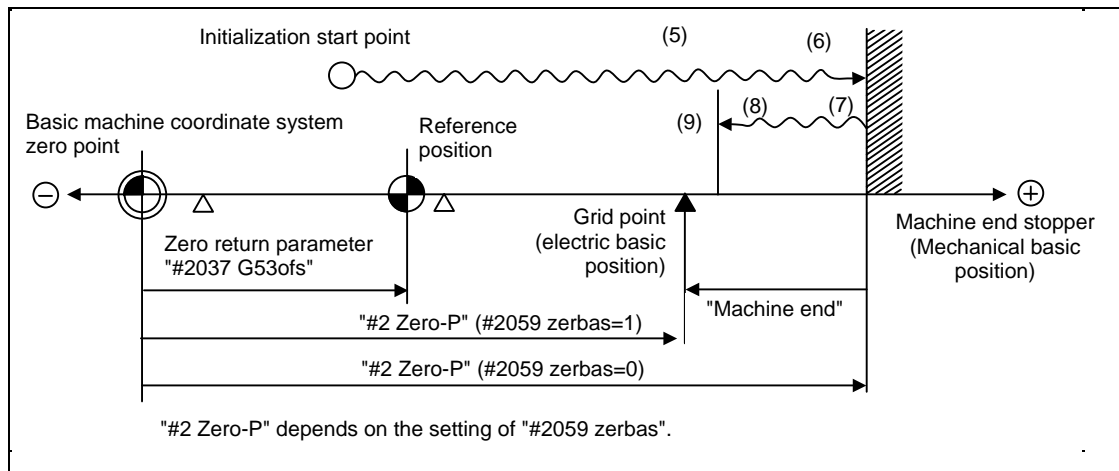 Initialization start point
(5)
(6)
Basic machine coordinate system
zero point
Reference
position
(9)
(8)
(7)
−
+
Grid point
(electric basic
position)
Machine end stopper
(Mechanical basic
position)
Zero return parameter
"#2037 G53ofs"
"Machine end"
"#2 Zero-P" (#2059 zerbas=1)
"#2 Zero-P" (#2059 zerbas=0)
"#2 Zero-P" depends on the setting of "#2059 zerbas".